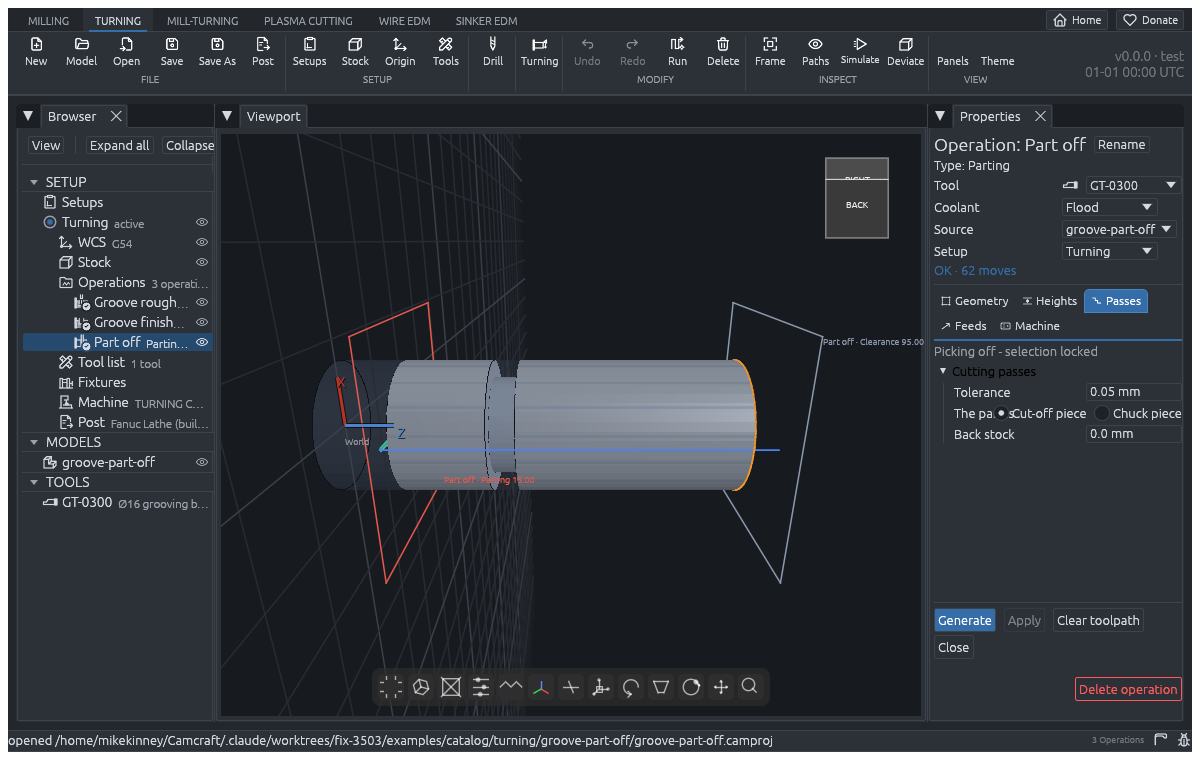 MILLING TURNING MILL-TURNING PLASMA CUTTING WIRE EDM SINKER EDM Home Donate
New Model Open Save Save As Post Setups Stock Origin Tools Drill Turning Undo Redo Run Delete Frame Paths Simulate Deviate Panels Theme
FILE SETUP MODIFY INSPECT VIEW
v0.0.0 · test
01-01 00:00 UTC
Browser
View Expand all Collapse
SETUP
Setups
Turning active
WCS G54
Stock
Operations 3 operati...
Groove rough...
Groove finish...
Part off Partin...
Tool list 1 tool
Fixtures
Machine TURNING C...
Post Fanuc Lathe (buil...
MODELS
groove-part-off
TOOLS
GT-0300 Ø16 grooving b...
Viewport
BACK
Part off · Clearance 95.00
X
Z
World
Part off · Parting 15.00
Properties
Operation: Part off Rename
Type: Parting
Tool GT-0300
Coolant Flood
Source groove-part-off
Setup Turning
OK · 62 moves
Geometry Heights Passes
Feeds Machine
Picking off - selection locked
Cutting passes
Tolerance 0.05 mm
Cut-off piece Chuck piece
Back stock 0.0 mm
Generate Apply Clear toolpath
Close
Delete operation
opened /home/mikekinney/Camcraft/.claude/worktrees/fix-3503/examples/catalog/turning/groove-part-off/groove-part-off.camproj
3 Operations